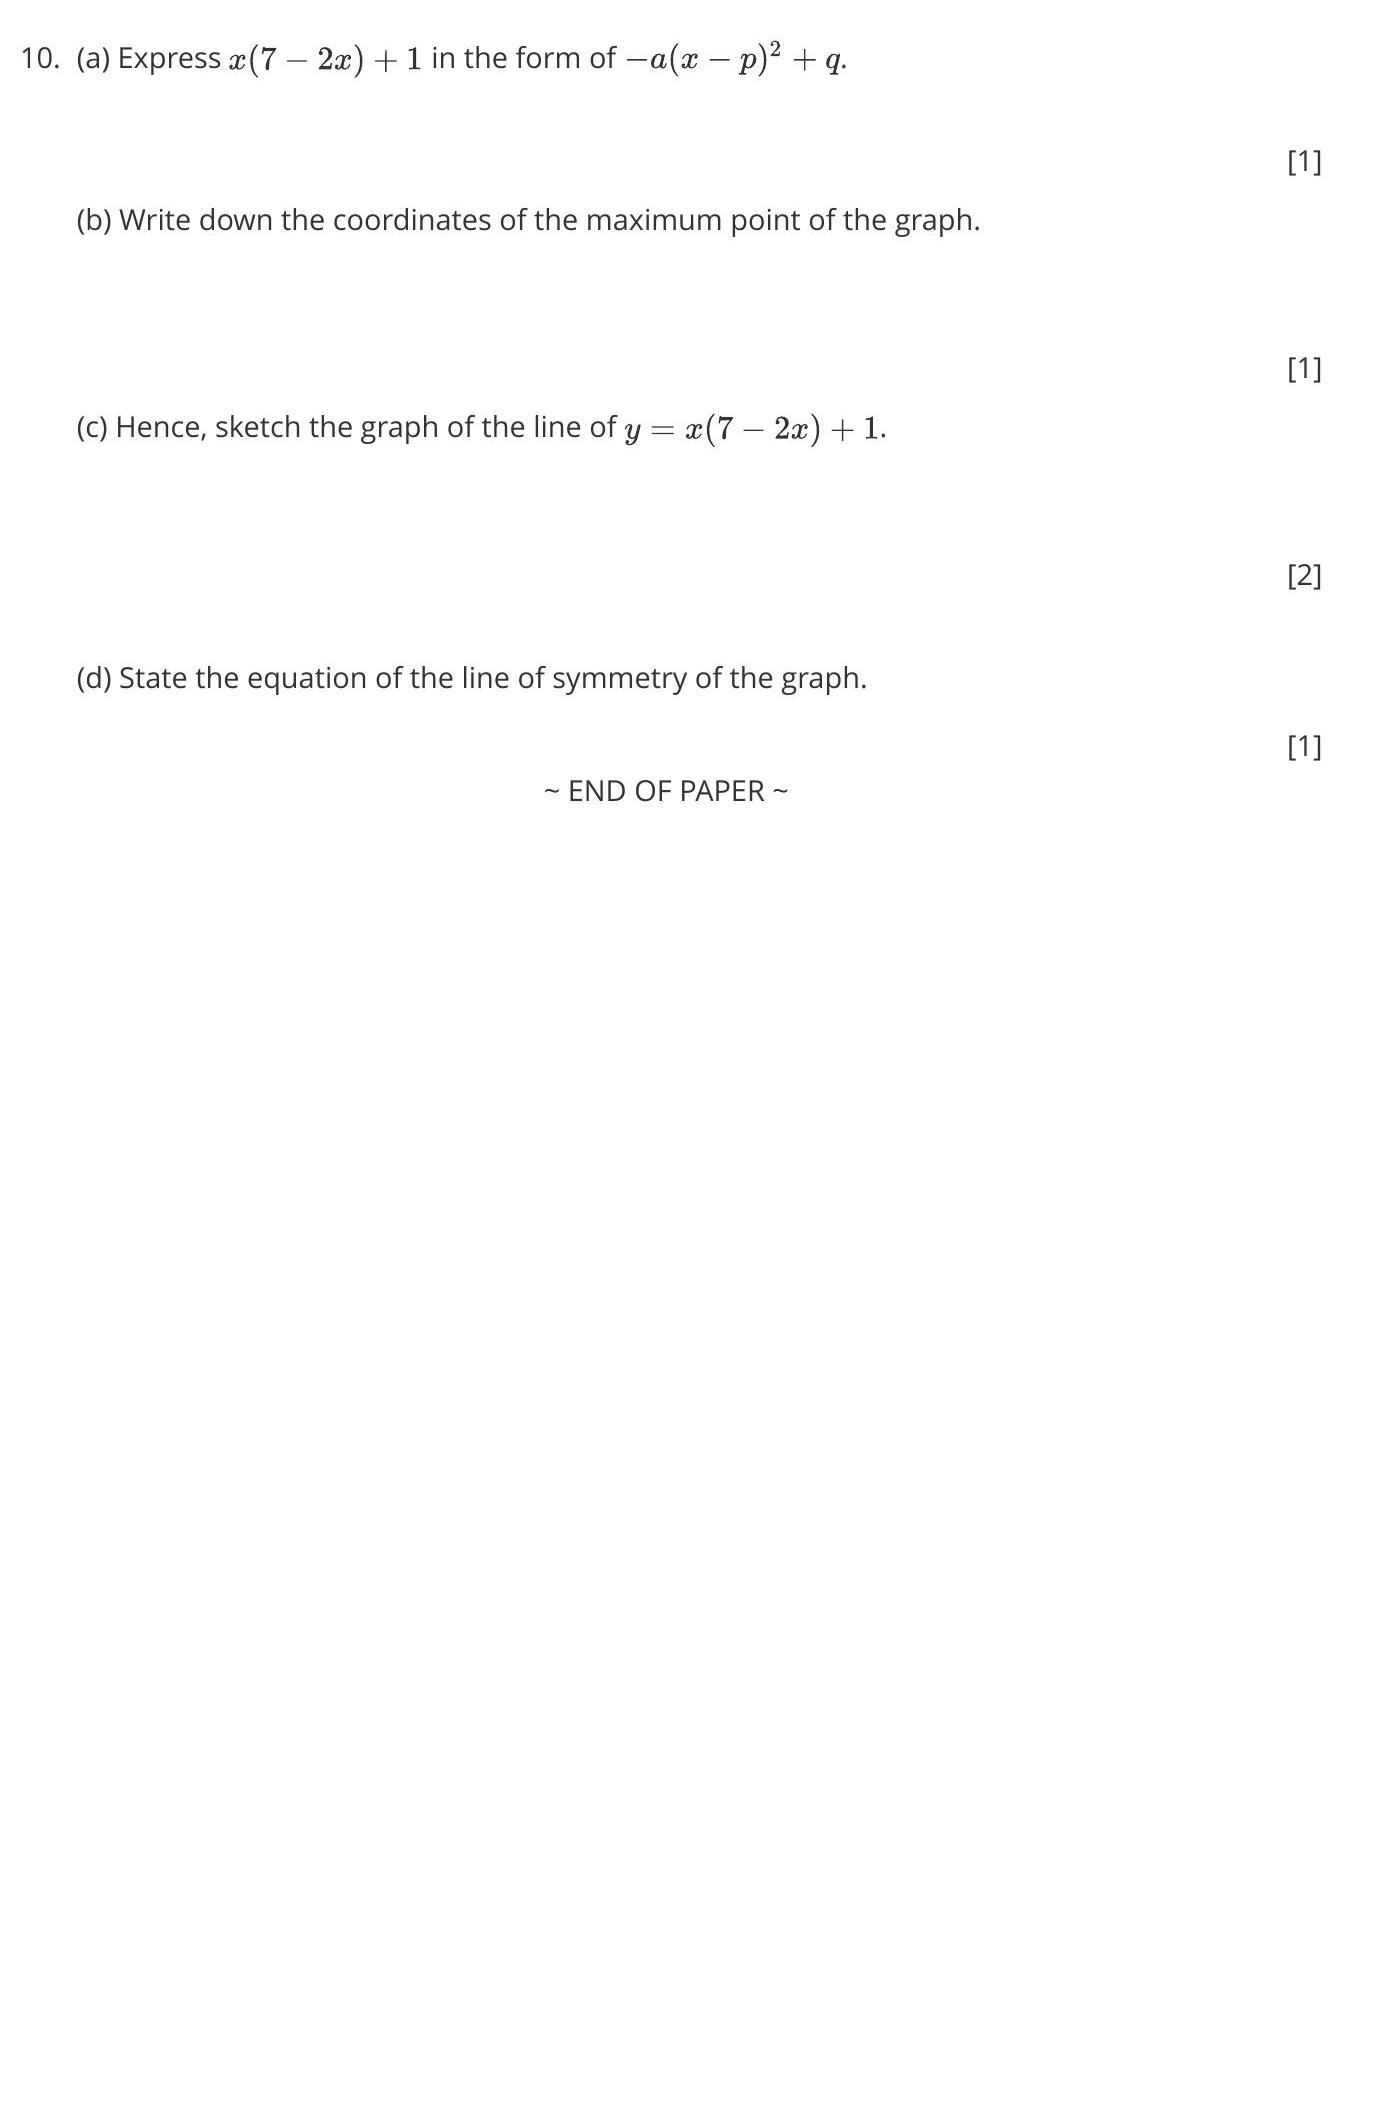 10. (a) Express x(7 − 2x) + 1 in the form of −a(x − p)² + q.
[1]
(b) Write down the coordinates of the maximum point of the graph.
[1]
(c) Hence, sketch the graph of the line of y = x(7 − 2x) + 1.
[2]
(d) State the equation of the line of symmetry of the graph.
[1]
~ END OF PAPER ~